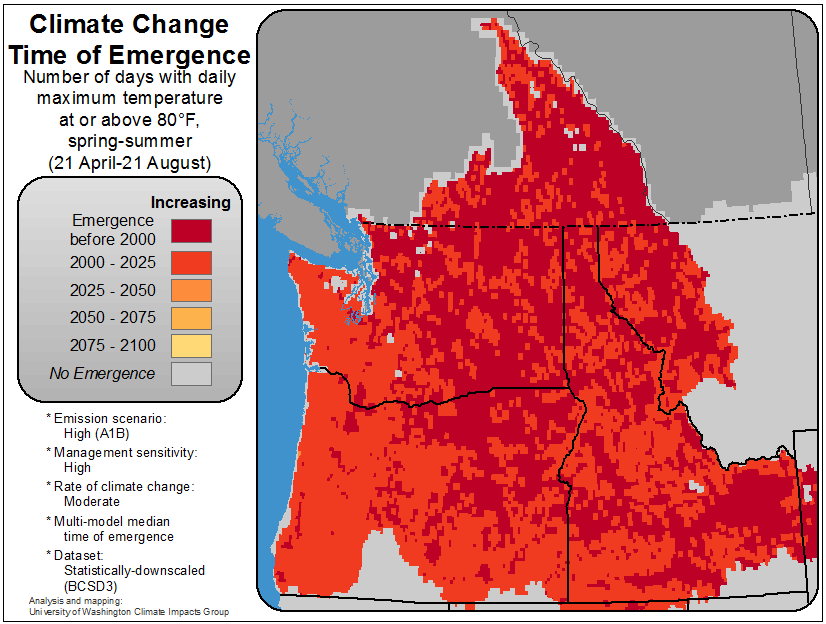 Climate Change
Time of Emergence
Number of days with daily
maximum temperature
at or above 80°F,
spring-summer
(21 April-21 August)
Increasing
Emergence
before 2000
2000 - 2025
2025 - 2050
2050 - 2075
2075 - 2100
No Emergence
* Emission scenario:
High (A1B)
* Management sensitivity:
High
* Rate of climate change:
Moderate
* Multi-model median
time of emergence
* Dataset:
Statistically-downscaled
(BCSD3)
Analysis and mapping:
University of Washington Climate Impacts Group